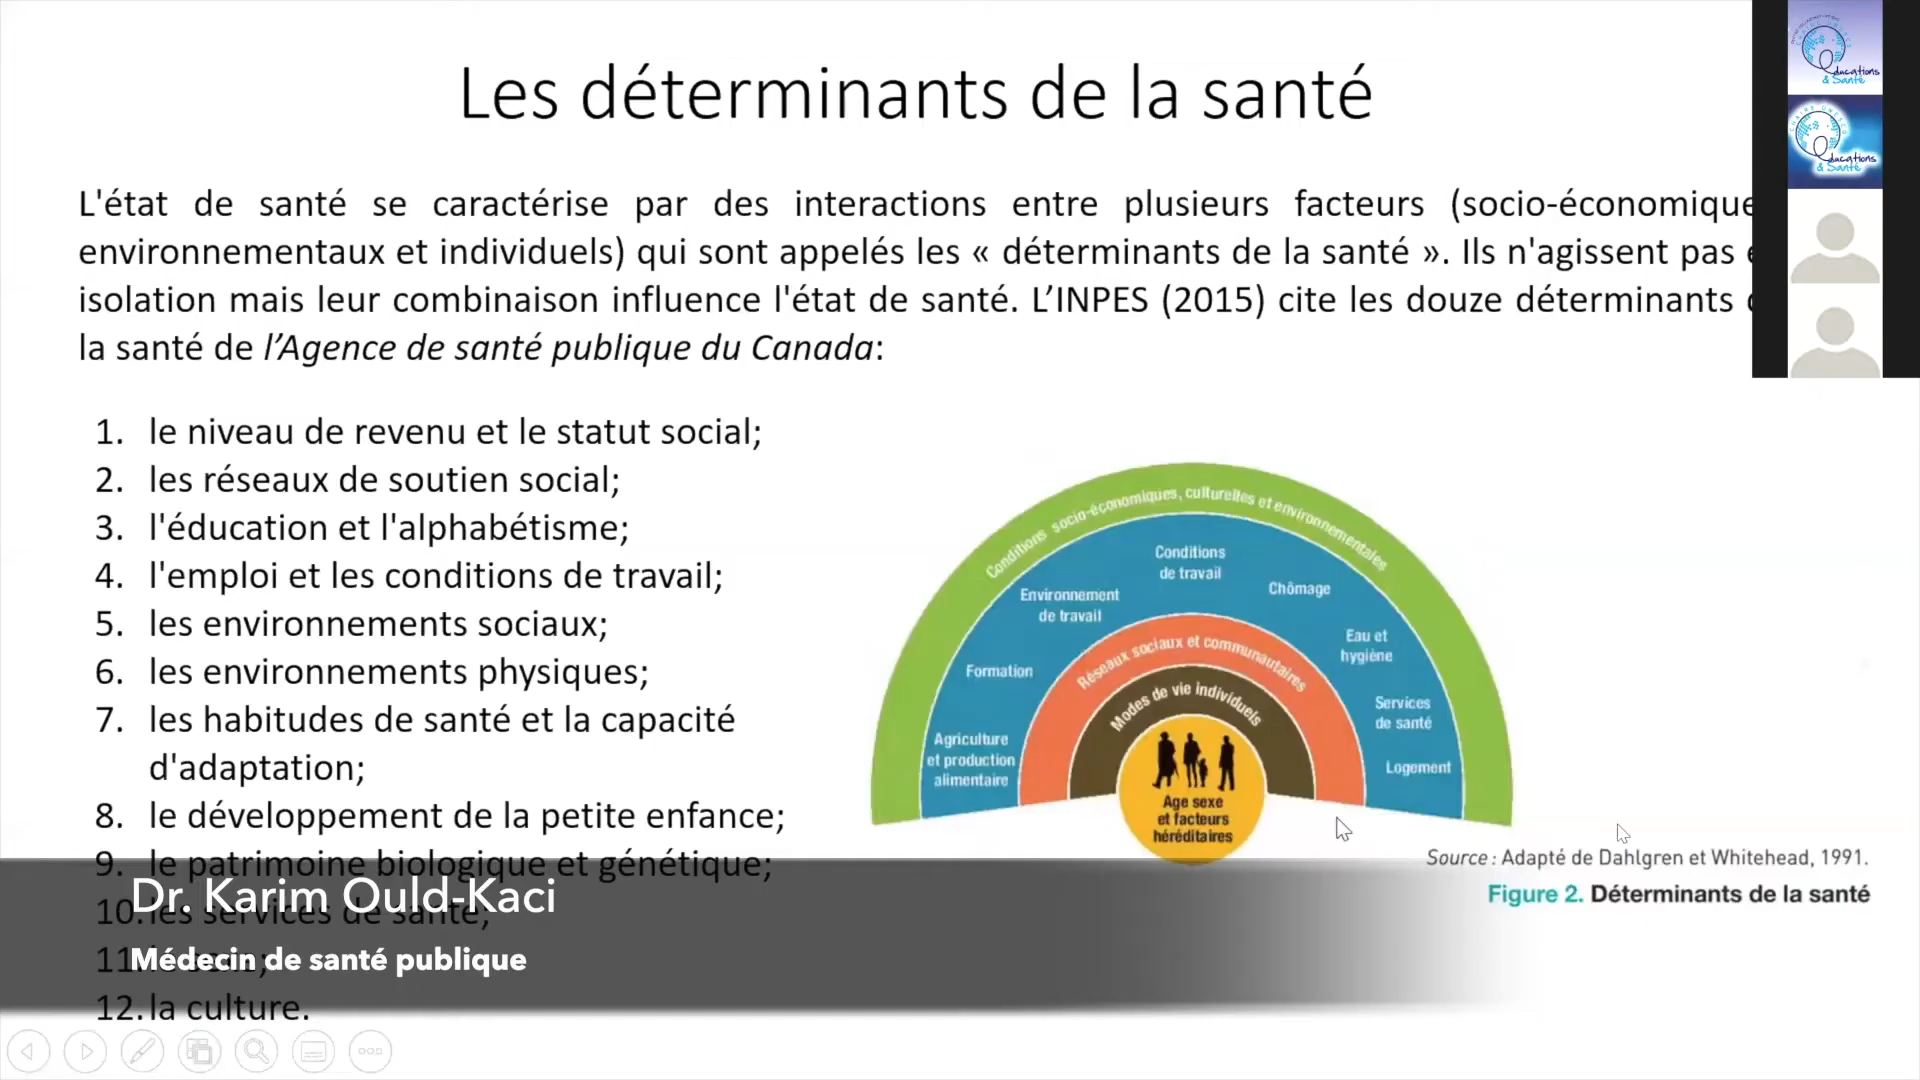 Les déterminants de la santé
L'état de santé se caractérise par des interactions entre plusieurs facteurs (socio-économique
environnementaux et individuels) qui sont appelés les « déterminants de la santé ». Ils n'agissent pas
isolation mais leur combinaison influence l'état de santé. L’INPES (2015) cite les douze déterminants
la santé de l’Agence de santé publique du Canada:
1. le niveau de revenu et le statut social;
2. les réseaux de soutien social;
3. l'éducation et l'alphabétisme;
4. l'emploi et les conditions de travail;
5. les environnements sociaux;
6. les environnements physiques;
7. les habitudes de santé et la capacité
d'adaptation;
8. le développement de la petite enfance;
9. le patrimoine biologique et génétique;
10. les services de santé;
11.
12. la culture.
Dr. Karim Ould-Kaci
Médecin de santé publique
Conditions socio-économiques, culturelles et environnementales
Conditions
de travail
Environnement
de travail
Chômage
Eau et
hygiène
Formation
Services
de santé
Agriculture
et production
alimentaire
Logement
Réseaux sociaux et communautaires
Modes de vie individuels
Age sexe
et facteurs
héréditaires
Source : Adapté de Dahlgren et Whitehead, 1991.
Figure 2. Déterminants de la santé
Educations
& Santé
Educations
& Santé